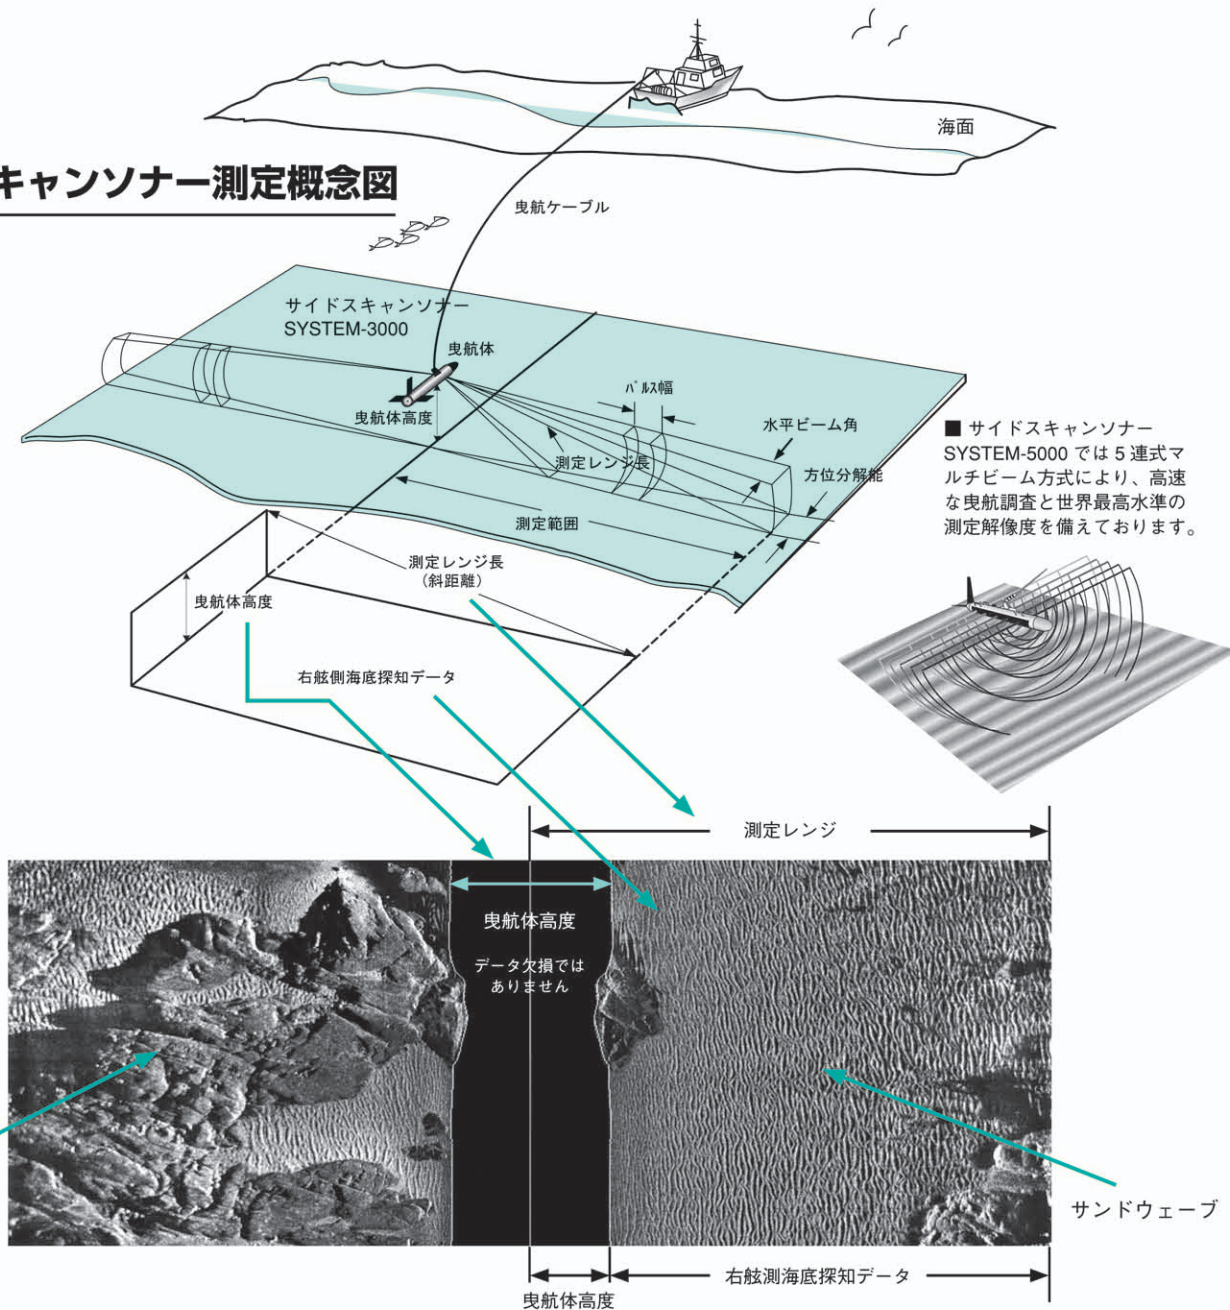 海面
キャンソナー測定概念図
曳航ケーブル
サイドスキャンソナー
SYSTEM-3000
曳航体
曳航体高度
パルス幅
水平ビーム角
測定レンジ長
方位分解能
測定範囲
■ サイドスキャンソナー
SYSTEM-5000 では 5 連式マ
ルチビーム方式により、高速
な曳航調査と世界最高水準の
測定解像度を備えております。
測定レンジ長
（斜距離）
曳航体高度
右舷側海底探知データ
測定レンジ
曳航体高度
データ欠損では
ありません
サンドウェーブ
右舷測海底探知データ
曳航体高度